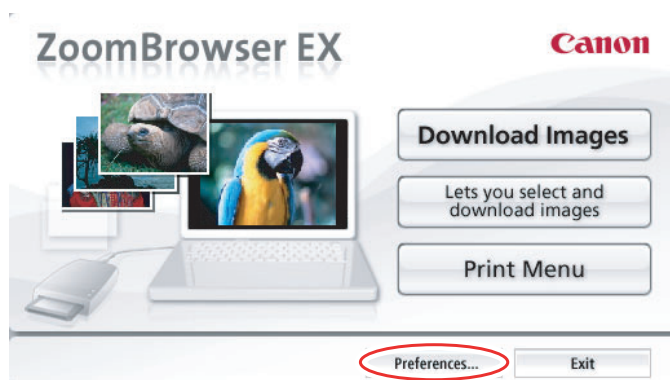 ZoomBrowser EX
Canon
Download Images
Lets you select and
download images
Print Menu
Preferences...
Exit